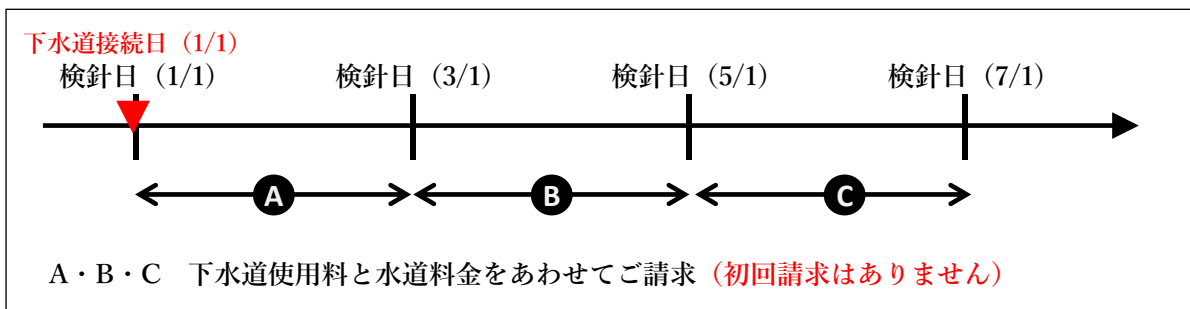 下水道接続日（1/1）
検針日（1/1） 検針日（3/1） 検針日（5/1） 検針日（7/1）
A B C
A・B・C　下水道使用料と水道料金をあわせてご請求（初回請求はありません）